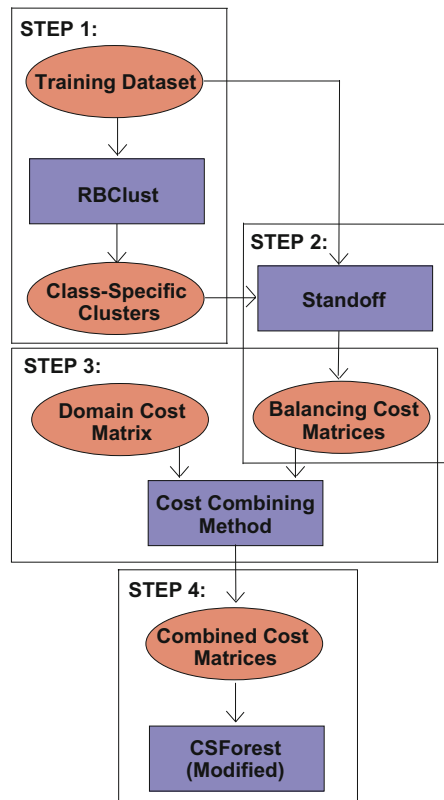 STEP 1:
Training Dataset
RBClust
Class-Specific
Clusters
STEP 2:
Standoff
STEP 3:
Domain Cost
Matrix
Balancing Cost
Matrices
Cost Combining
Method
STEP 4:
Combined Cost
Matrices
CSForest
(Modified)